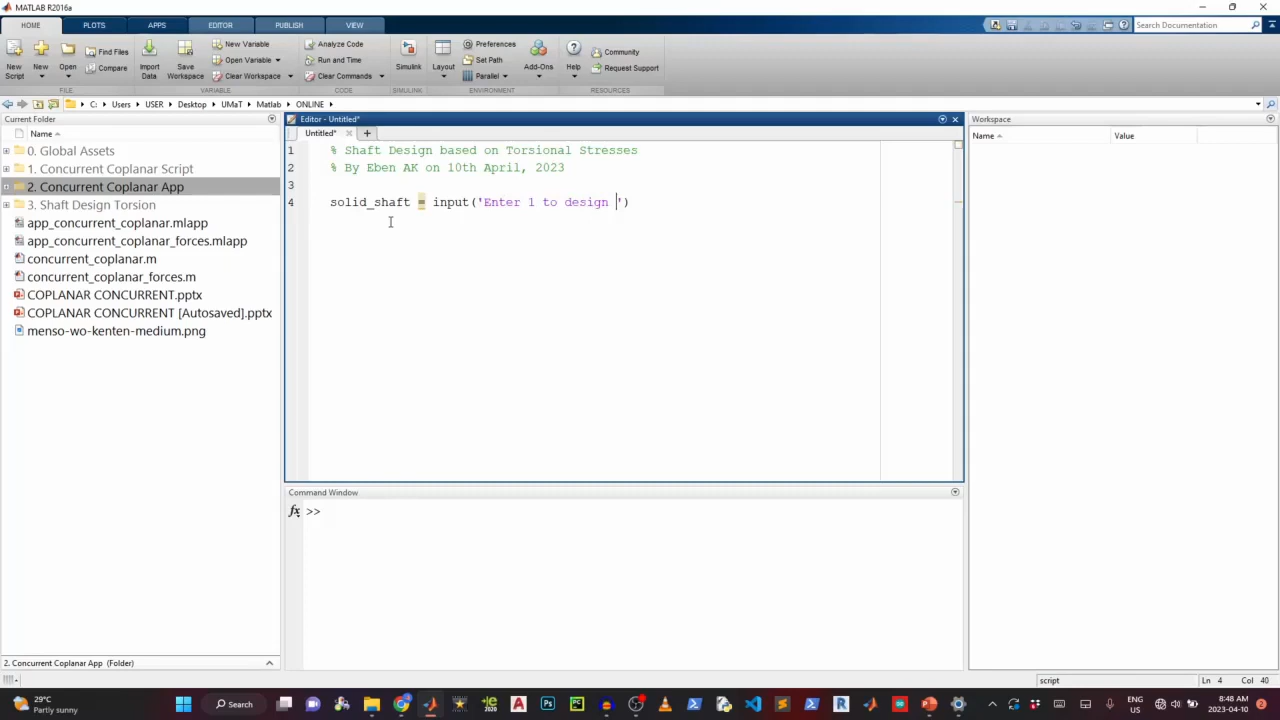 MATLAB R2016a
HOME PLOTS APPS EDITOR PUBLISH VIEW
Search Documentation
New Script
New
Open
Find Files
Compare
Import Data
Save Workspace
New Variable
Open Variable
Clear Workspace
Analyze Code
Run and Time
Clear Commands
Simulink
Layout
Preferences
Set Path
Parallel
Add-Ons
Help
Community
Request Support
FILE VARIABLE CODE SIMULINK ENVIRONMENT RESOURCES
C: Users USER Desktop UMaT Matlab ONLINE
Current Folder
Name
0. Global Assets
1. Concurrent Coplanar Script
2. Concurrent Coplanar App
3. Shaft Design Torsion
app_concurrent_coplanar.mlapp
app_concurrent_coplanar_forces.mlapp
concurrent_coplanar.m
concurrent_coplanar_forces.m
COPLANAR CONCURRENT.pptx
COPLANAR CONCURRENT [Autosaved].pptx
menso-wo-kenten-medium.png
2. Concurrent Coplanar App (Folder)
Editor - Untitled*
Untitled*
1 % Shaft Design based on Torsional Stresses
2 % By Eben AK on 10th April, 2023
3
4 solid_shaft = input('Enter 1 to design ')
Command Window
fx >>
Workspace
Name Value
script Ln 4 Col 40
29°C
Partly sunny
Search
ENG
US
8:48 AM
2023-04-10